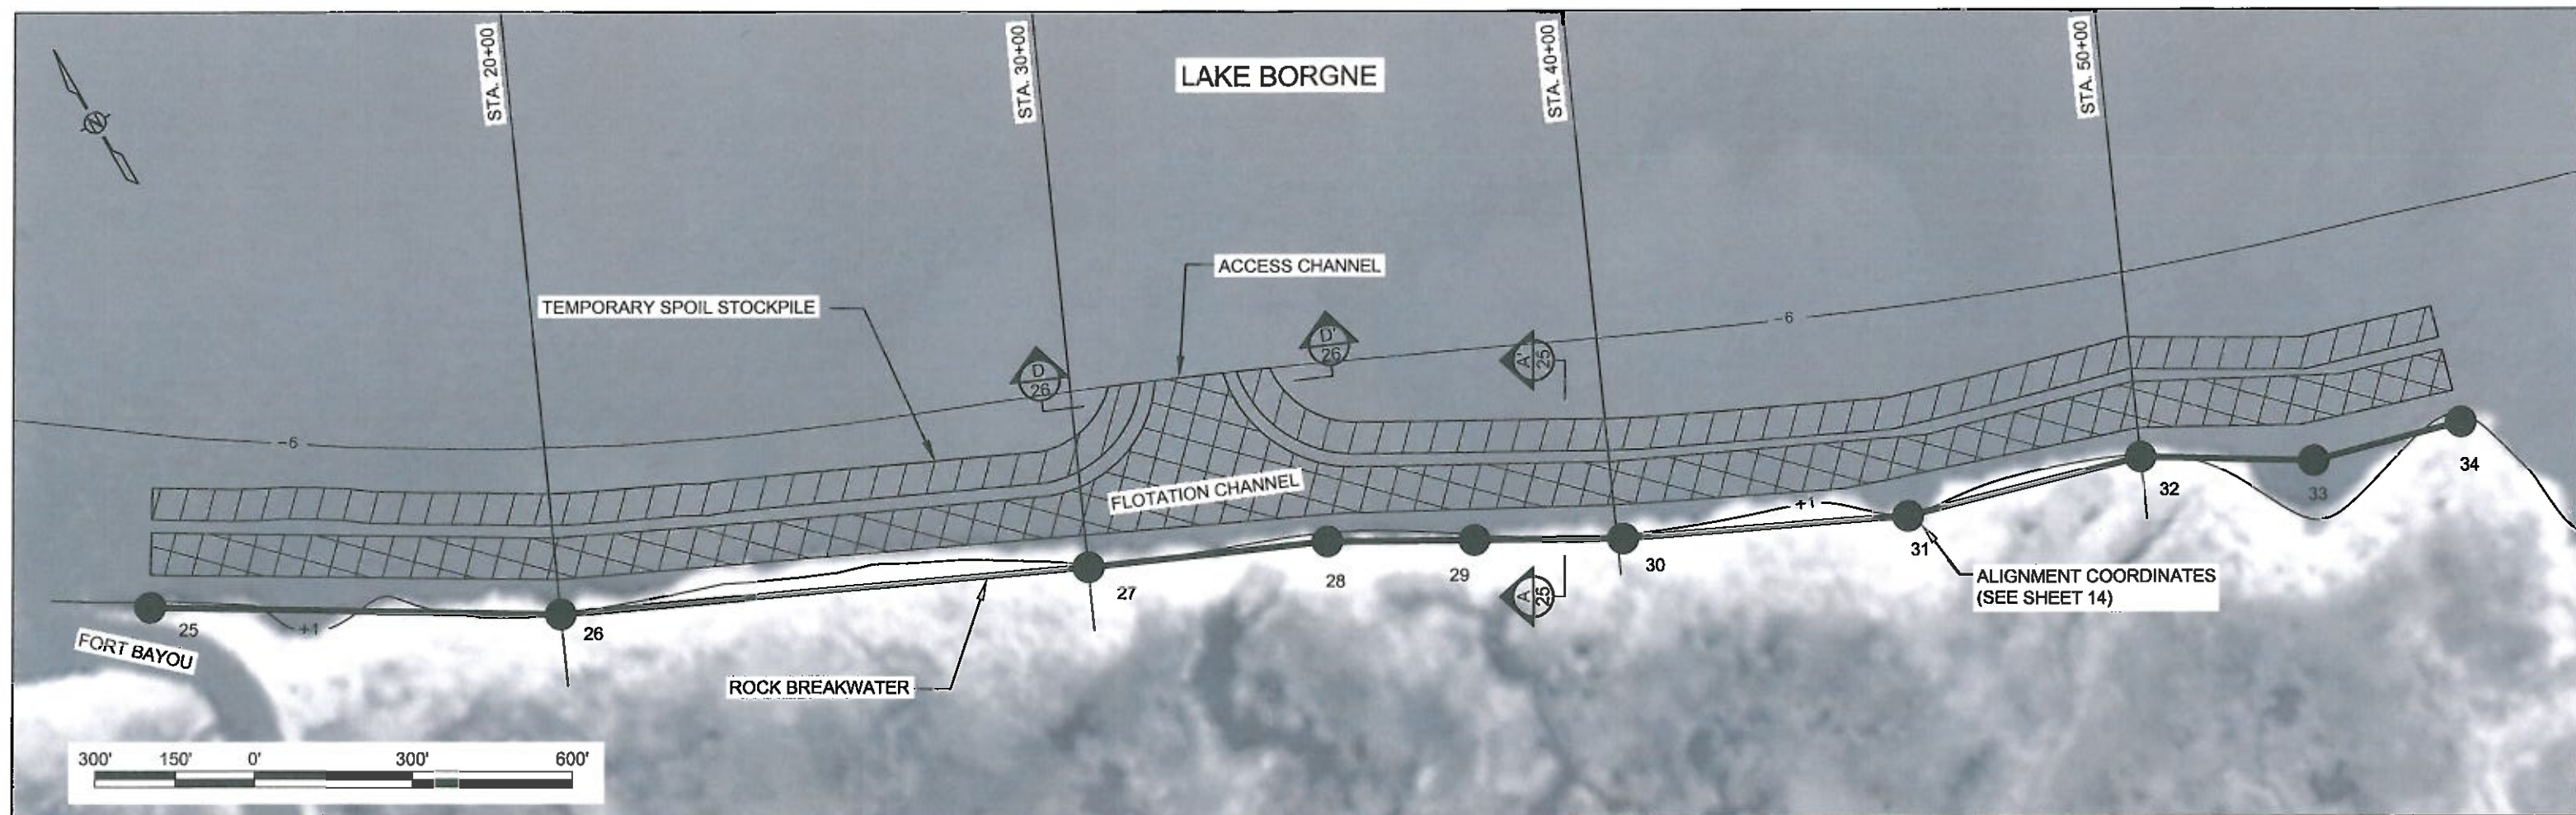 STA. 20+00
STA. 30+00
STA. 40+00
STA. 50+00
LAKE BORGNE
N
ACCESS CHANNEL
TEMPORARY SPOIL STOCKPILE
D
26
D'
26
A'
25
-6
-6
FLOTATION CHANNEL
+1
+1
25
26
27
28
29
30
31
32
33
34
A
25
FORT BAYOU
ROCK BREAKWATER
ALIGNMENT COORDINATES
(SEE SHEET 14)
300' 150' 0' 300' 600'